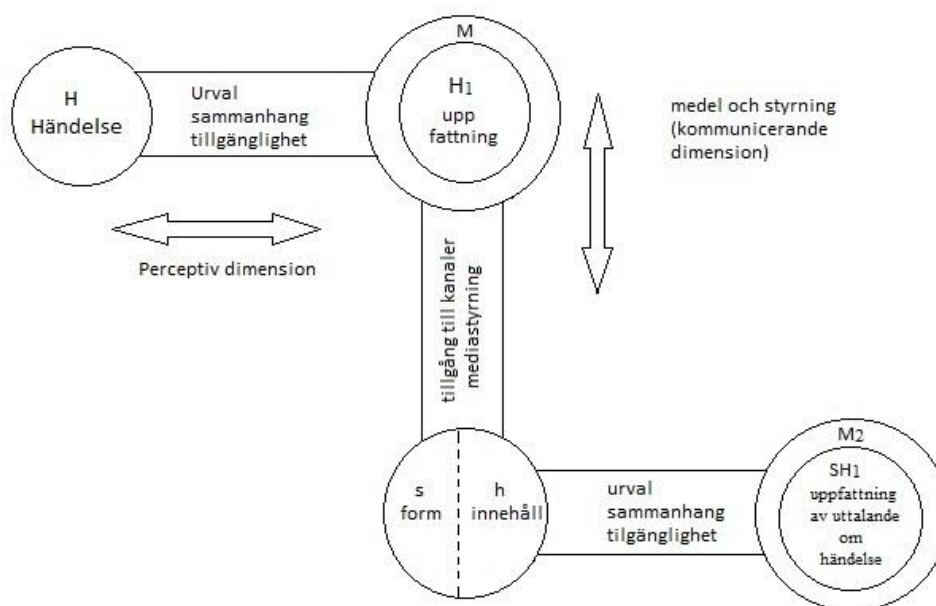 H
Händelse
Urval
sammanhang
tillgänglighet
M
H1
upp
fattning
medel och styrning
(kommunicerande
dimension)
Perceptiv dimension
tillgång till kanaler
mediastyrning
s
form
h
innehåll
urval
sammanhang
tilgänglighet
M2
SH1
uppfattning
av uttalande
om
händelse